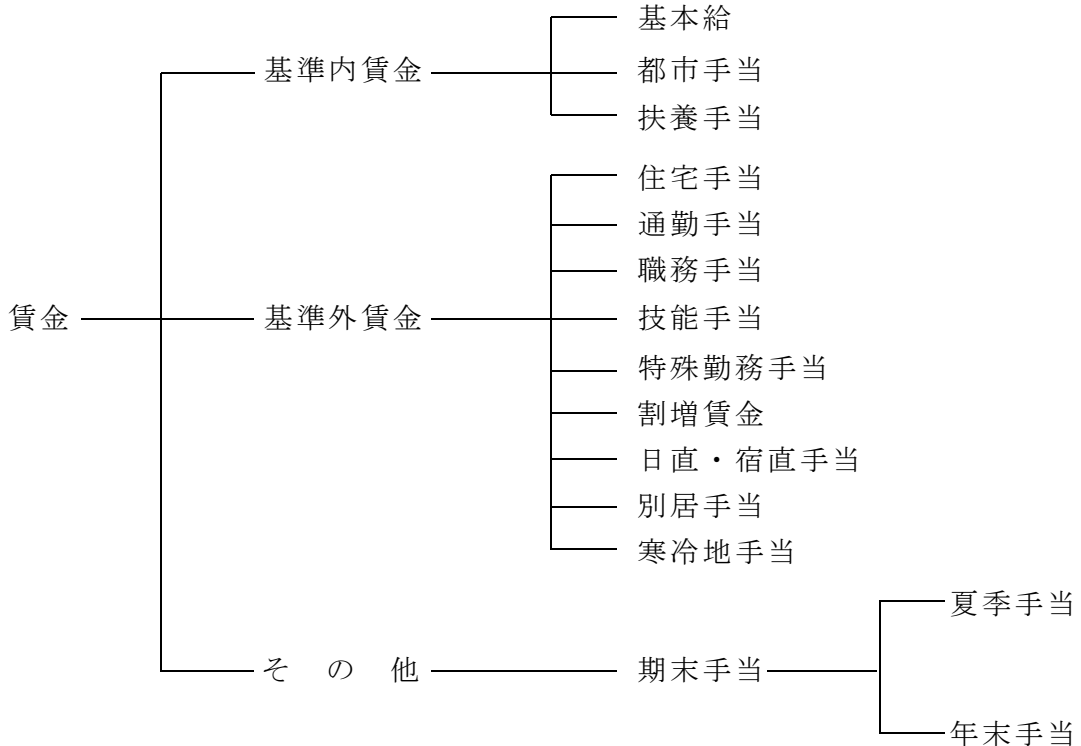 基本給
基準内賃金
都市手当
扶養手当
住宅手当
通勤手当
職務手当
賃金
基準外賃金
技能手当
特殊勤務手当
割増賃金
日直・宿直手当
別居手当
寒冷地手当
夏季手当
その他
期末手当
年末手当